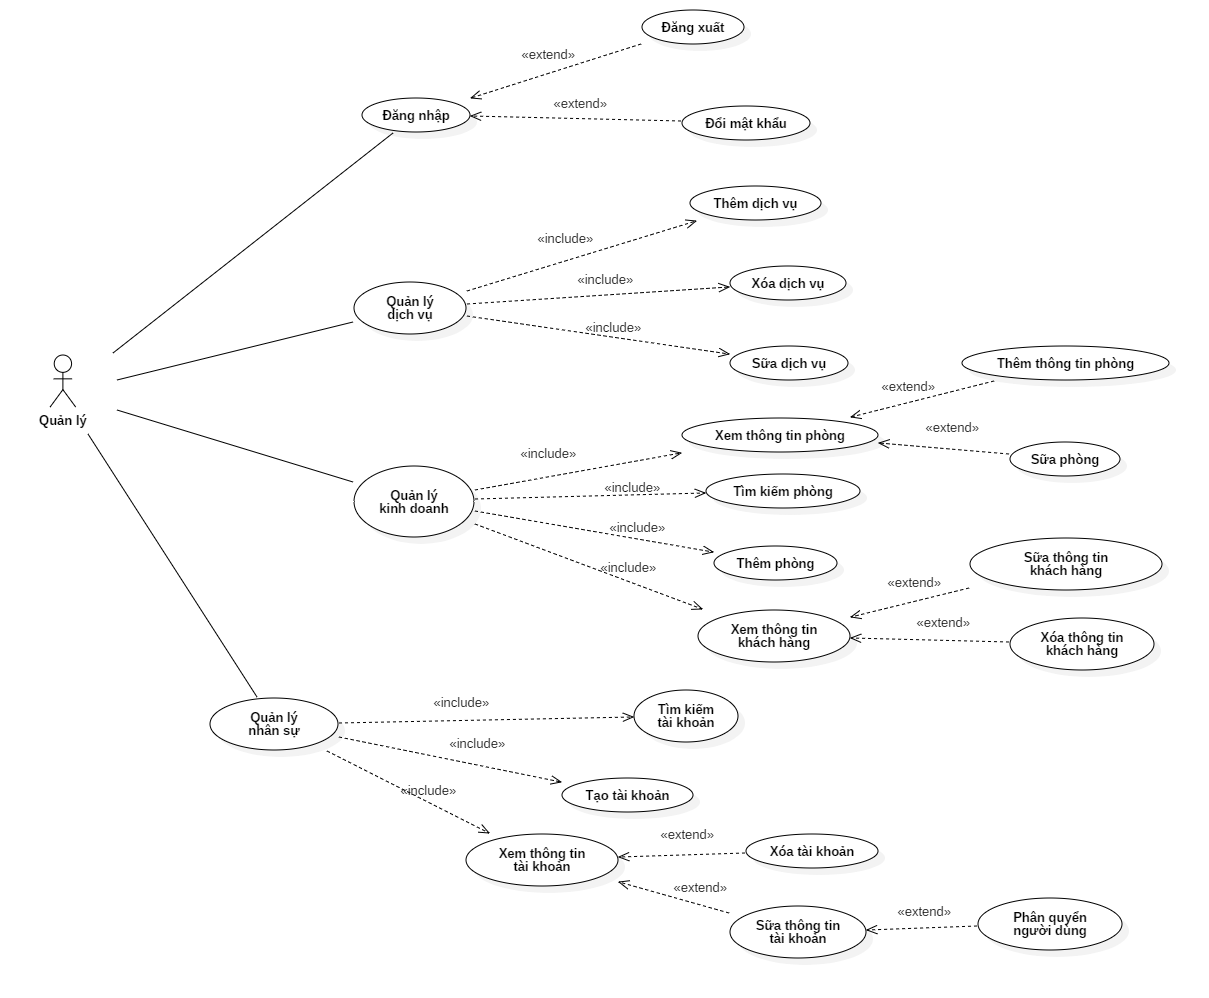 Đăng xuất
«extend»
Đăng nhập
«extend»
Đổi mật khẩu
Thêm dịch vụ
«include»
Quản lý
dịch vụ
«include»
Xóa dịch vụ
«include»
Sữa dịch vụ
Quản lý
Thêm thông tin phòng
«extend»
Xem thông tin phòng
«extend»
Sữa phòng
Quản lý
kinh doanh
«include»
«include»
Tìm kiếm phòng
«include»
Thêm phòng
«include»
Sữa thông tin
khách hàng
«extend»
Xem thông tin
khách hàng
«extend»
Xóa thông tin
khách hàng
Quản lý
nhân sự
«include»
Tìm kiếm
tài khoản
«include»
Tạo tài khoản
«include»
Xem thông tin
tài khoản
«extend»
Xóa tài khoản
«extend»
Sữa thông tin
tài khoản
«extend»
Phân quyền
người dùng